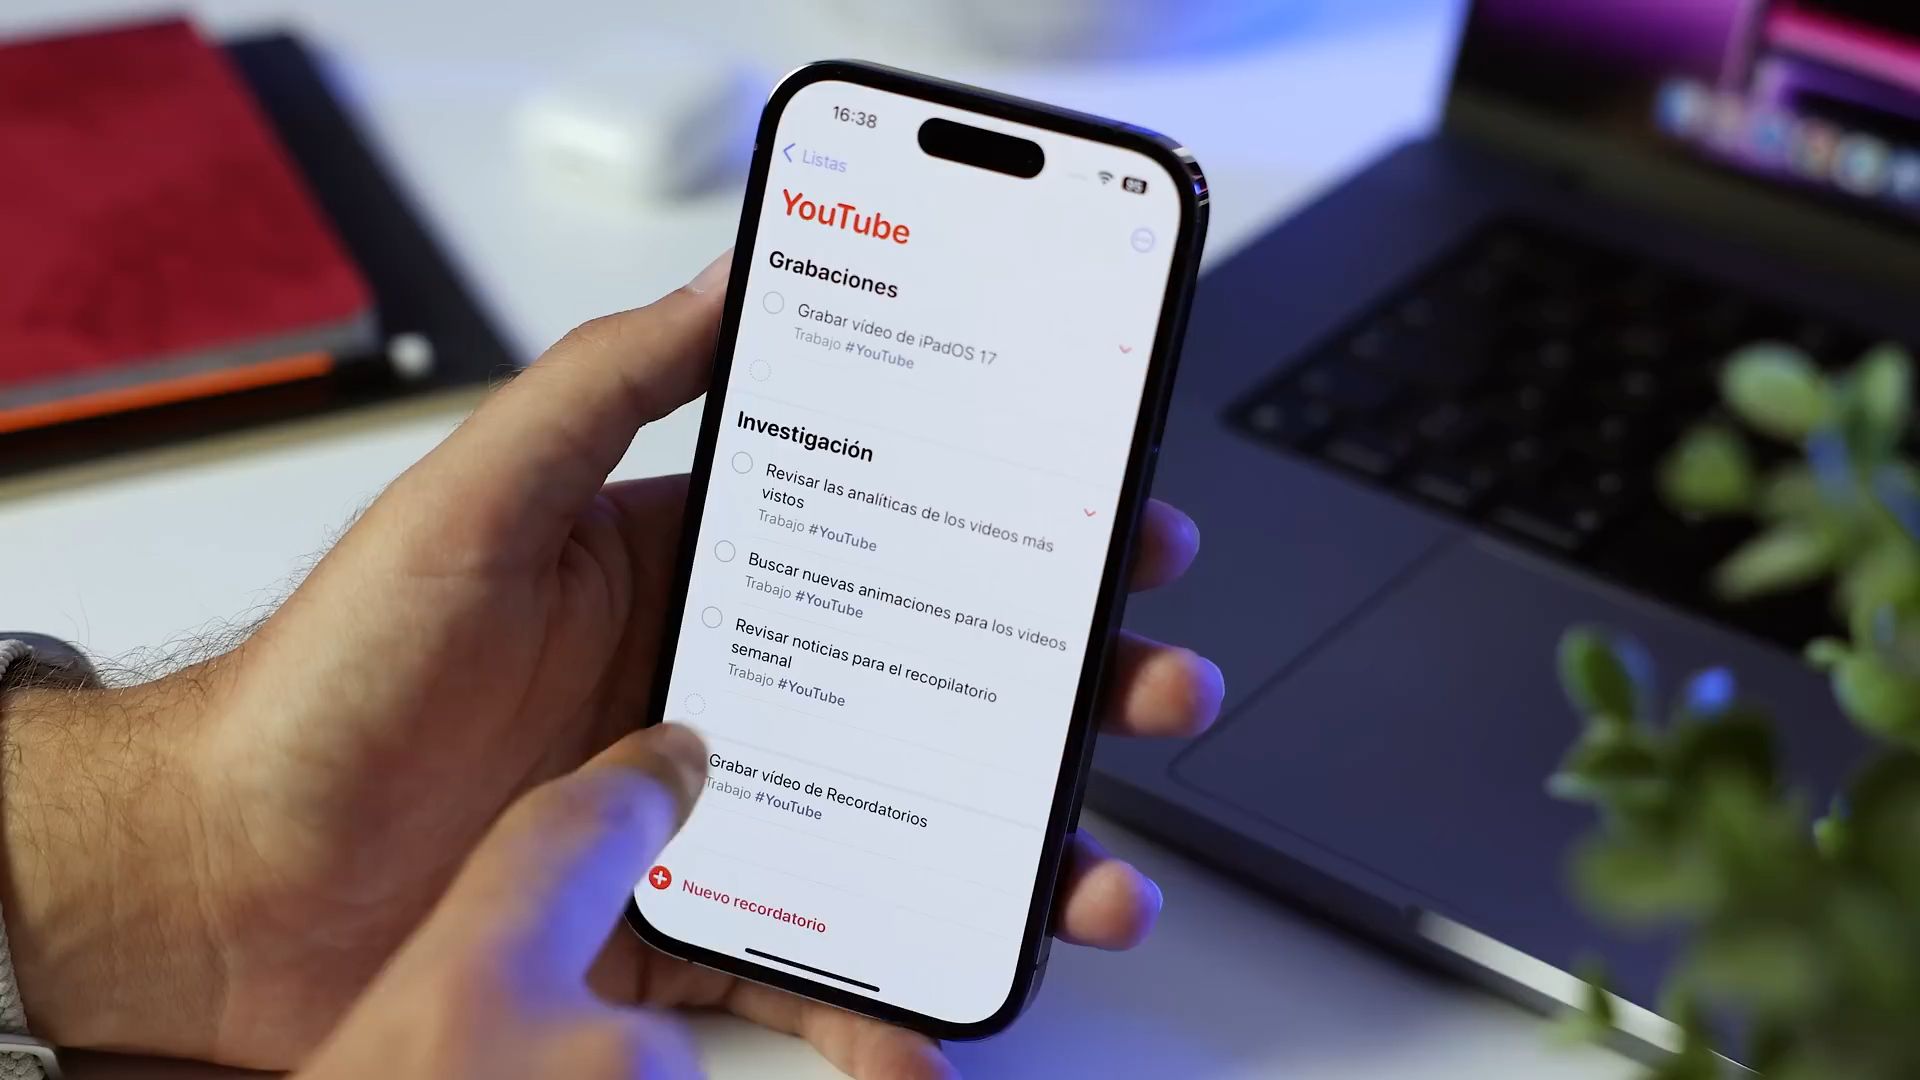 16:38
95
Listas
YouTube
Grabaciones
Grabar vídeo de iPadOS 17
Trabajo #YouTube
Investigación
Revisar las analíticas de los videos más
vistos
Trabajo #YouTube
Buscar nuevas animaciones para los videos
Trabajo #YouTube
Revisar noticias para el recopilatorio
semanal
Trabajo #YouTube
Grabar vídeo de Recordatorios
Trabajo #YouTube
Nuevo recordatorio